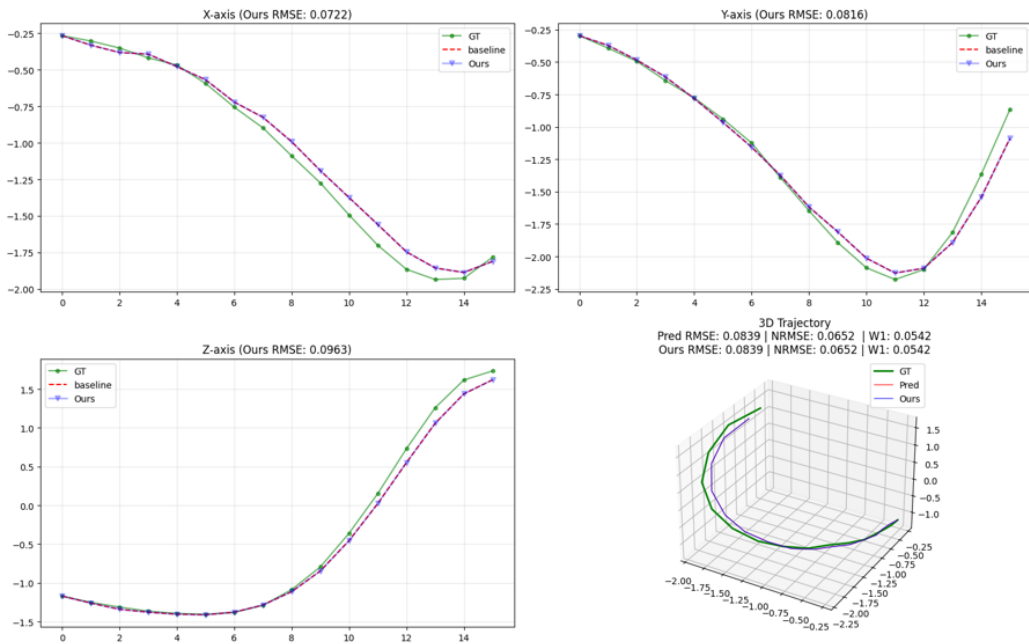 X-axis (Ours RMSE: 0.0722)
−0.25
−0.50
−0.75
−1.00
−1.25
−1.50
−1.75
−2.00
0 2 4 6 8 10 12 14
GT
baseline
Ours
Y-axis (Ours RMSE: 0.0816)
−0.25
−0.50
−0.75
−1.00
−1.25
−1.50
−1.75
−2.00
−2.25
0 2 4 6 8 10 12 14
GT
baseline
Ours
Z-axis (Ours RMSE: 0.0963)
1.5
1.0
0.5
0.0
−0.5
−1.0
−1.5
0 2 4 6 8 10 12 14
GT
baseline
Ours
3D Trajectory
Pred RMSE: 0.0839 | NRMSE: 0.0652 | W1: 0.0542
Ours RMSE: 0.0839 | NRMSE: 0.0652 | W1: 0.0542
GT
Pred
Ours
1.5
1.0
0.5
0.0
−0.5
−1.0
−0.25
−0.50
−0.75
−1.00
−1.25
−1.50
−1.75
−2.00
−2.25
−2.00
−1.75
−1.50
−1.25
−1.00
−0.75
−0.50
−0.25